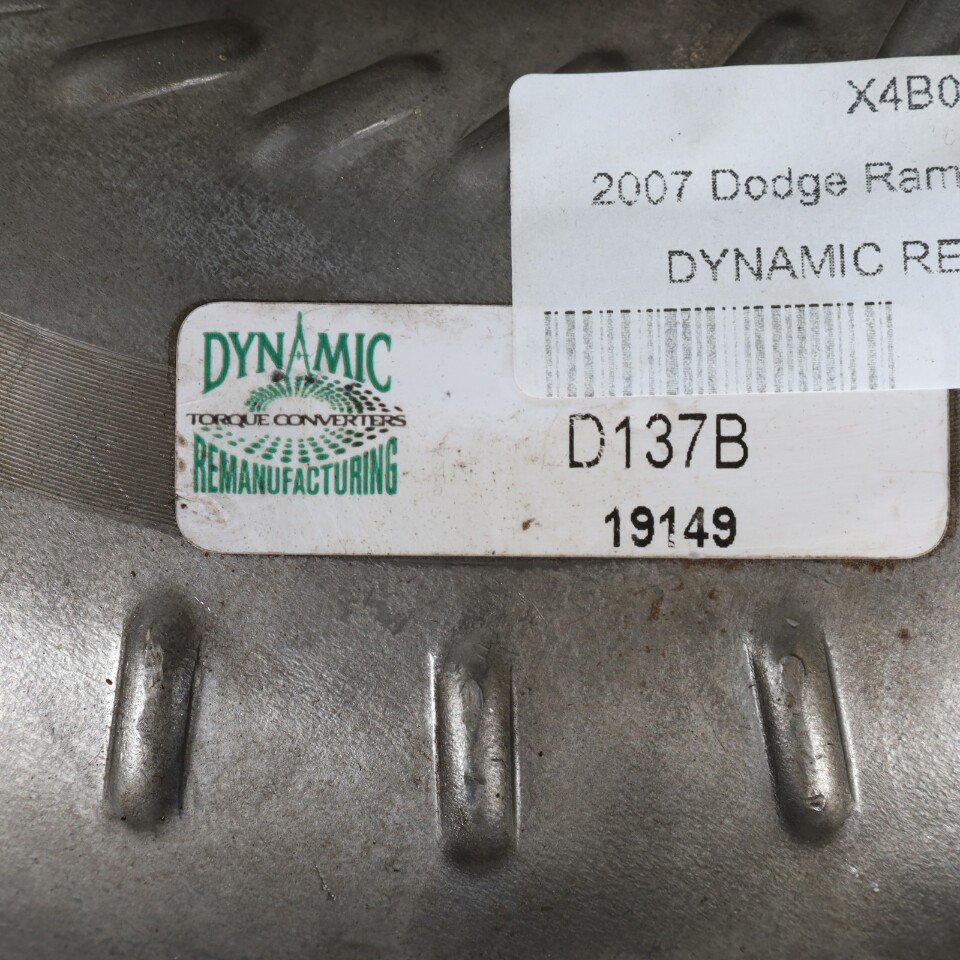 X4B0
2007 Dodge Ram
DYNAMIC RE
DYNAMIC
TORQUE CONVERTERS
REMANUFACTURING
D137B
19149